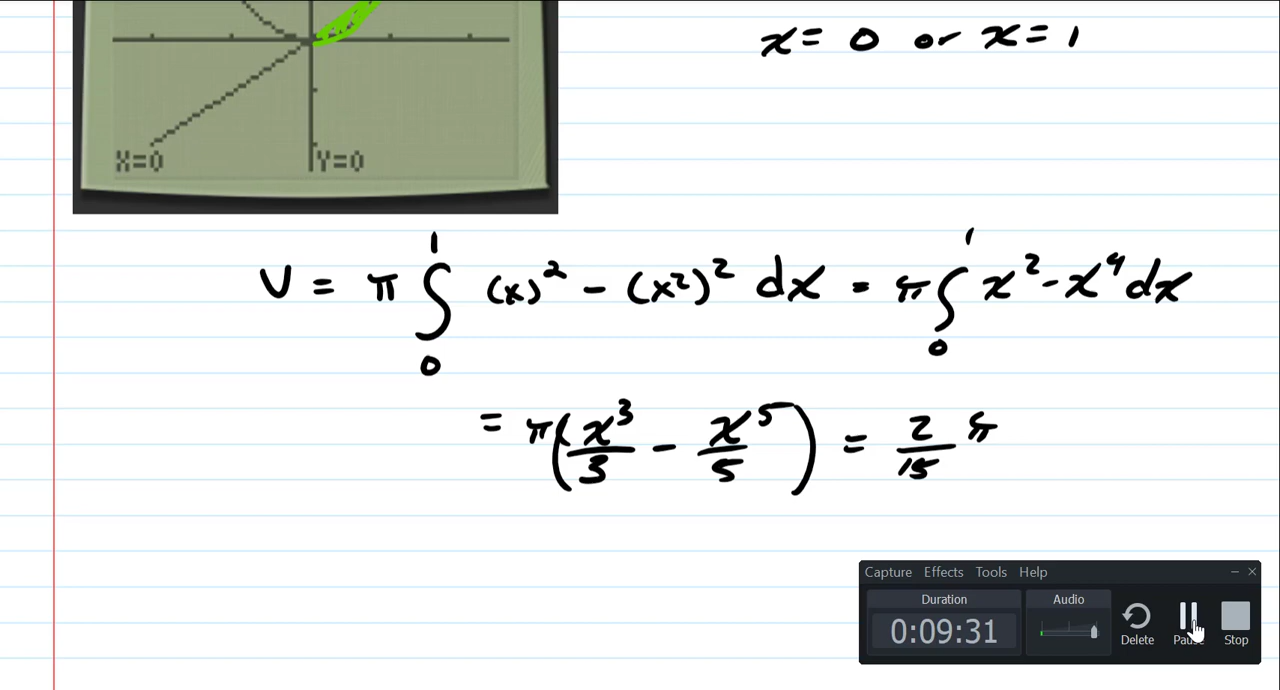 x = 0 or x = 1
X=0 Y=0
V = π ∫₀¹ (x)² - (x²)² dx = π ∫₀¹ x² - x⁴ dx
= π( x³/3 - x⁵/5 ) = 2/15 π
Capture Effects Tools Help
Duration Audio
0:09:31
Delete Pause Stop